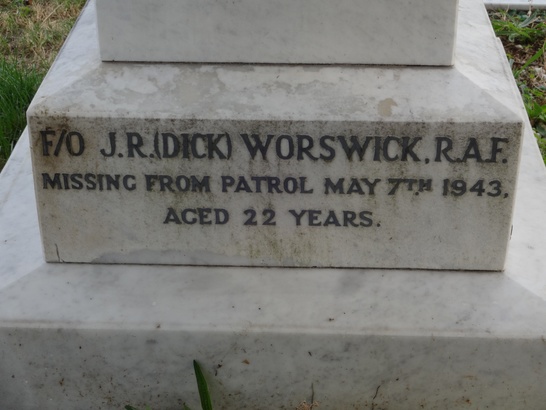 F/O J.R.(DICK) WORSWICK. R.A.F.
MISSING FROM PATROL MAY 7TH 1943,
AGED 22 YEARS.